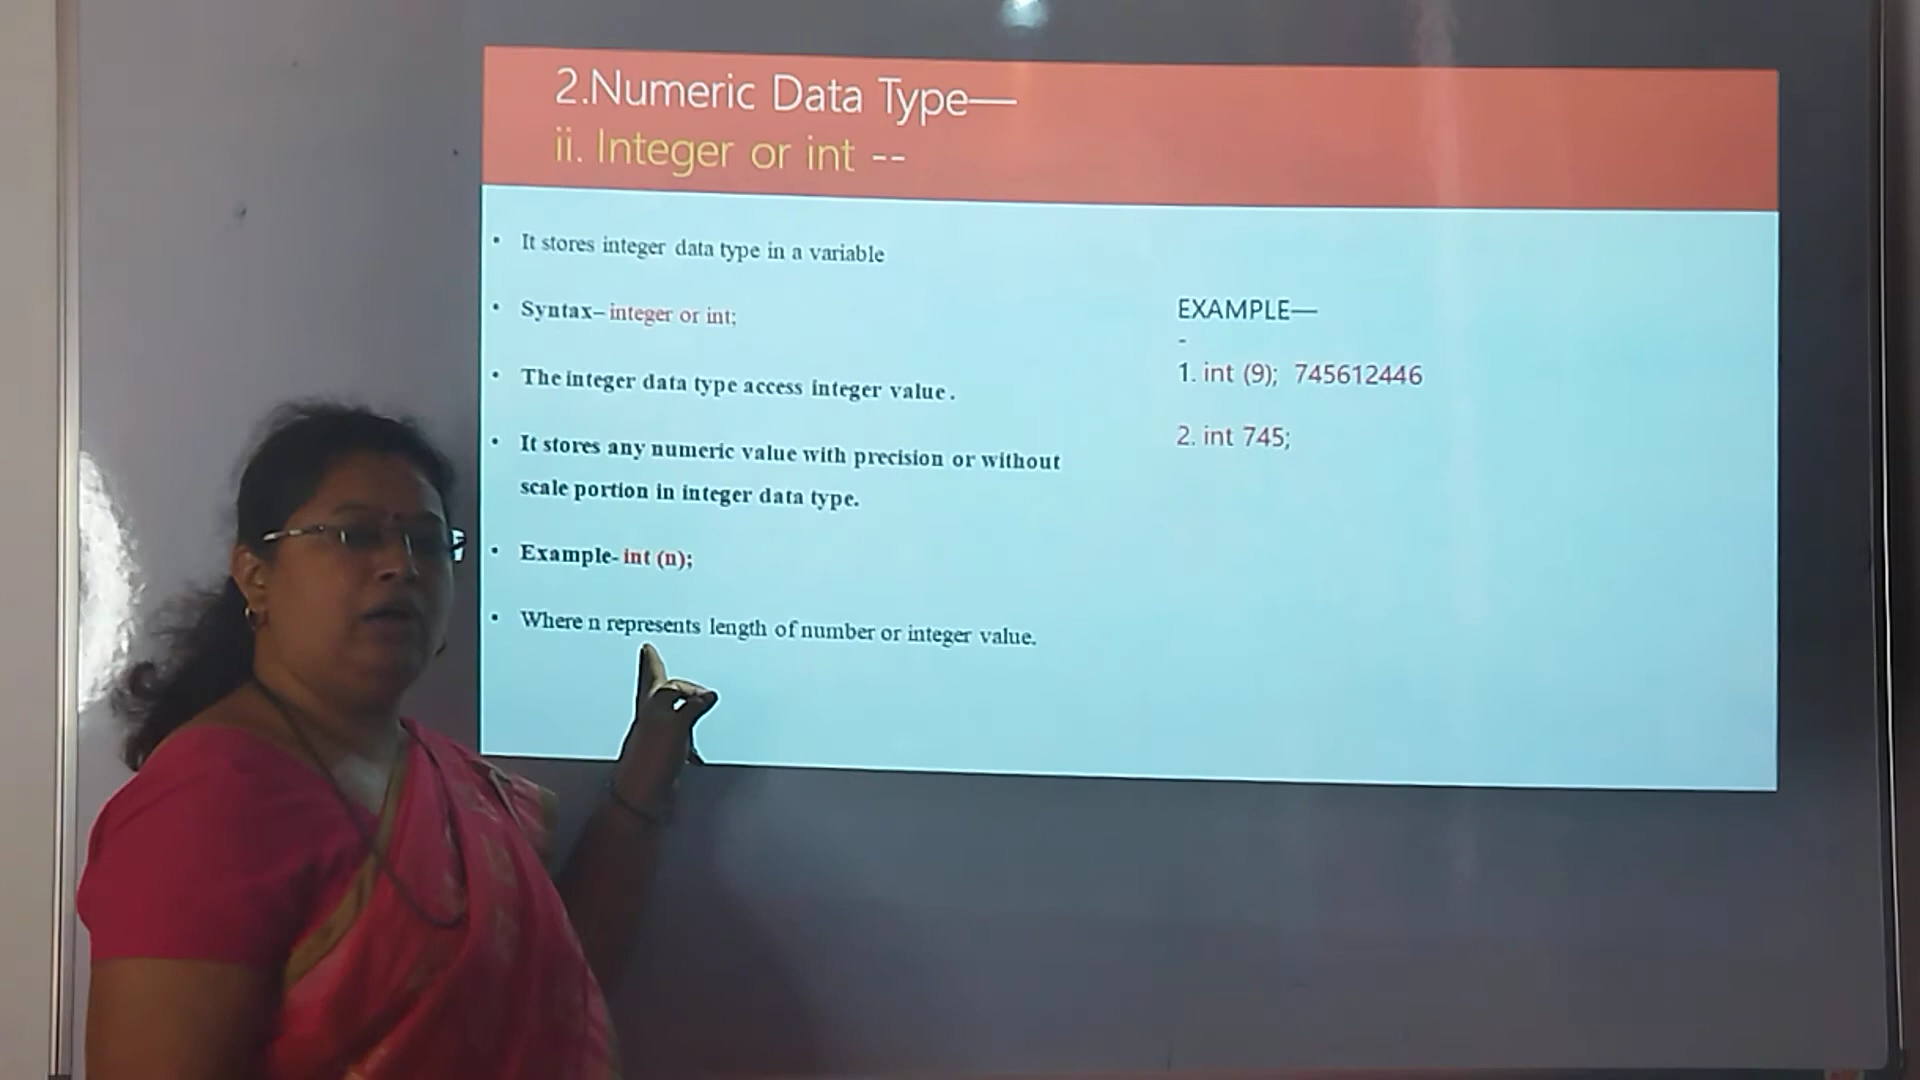 2.Numeric Data Type—
ii. Integer or int --
• It stores integer data type in a variable
• Syntax–integer or int;
• The integer data type access integer value.
• It stores any numeric value with precision or without
scale portion in integer data type.
• Example- int (n);
• Where n represents length of number or integer value.
EXAMPLE—
-
1. int (9); 745612446
2. int 745;